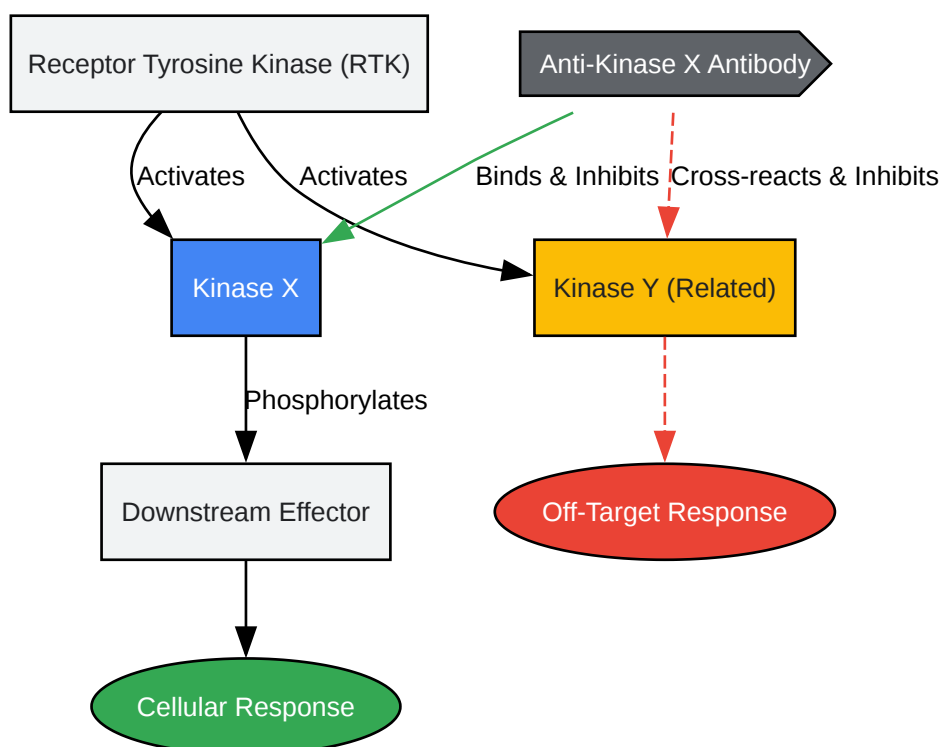 Receptor Tyrosine Kinase (RTK)
Anti-Kinase X Antibody
Activates
Activates
Binds & Inhibits
Cross-reacts & Inhibits
Kinase X
Kinase Y (Related)
Phosphorylates
Downstream Effector
Off-Target Response
Cellular Response